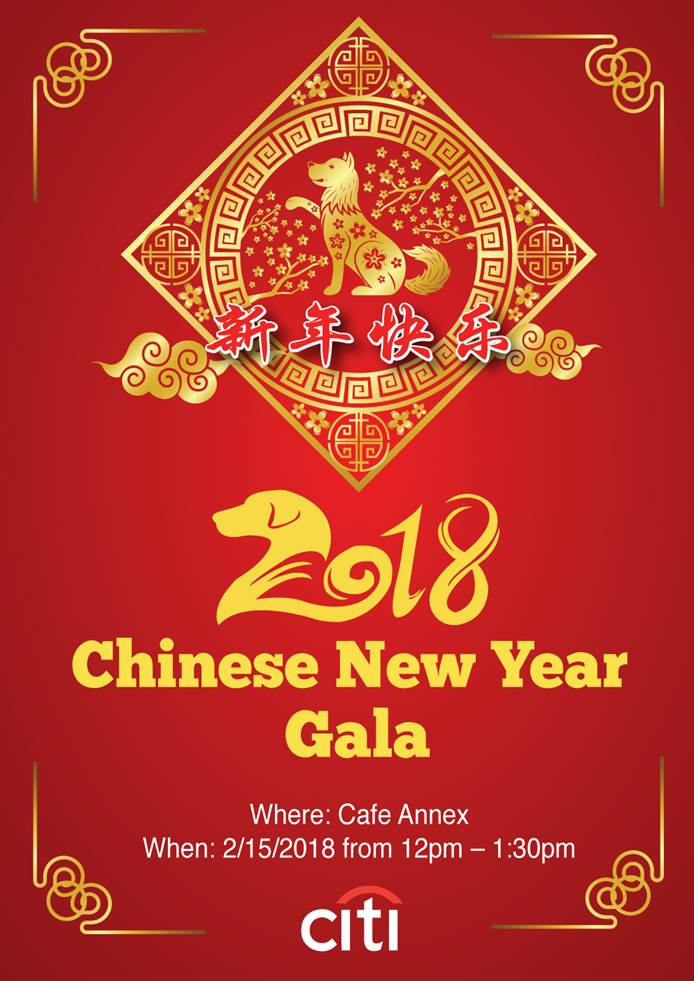 新年快乐
2018
Chinese New Year
Gala
Where: Cafe Annex
When: 2/15/2018 from 12pm – 1:30pm
citi